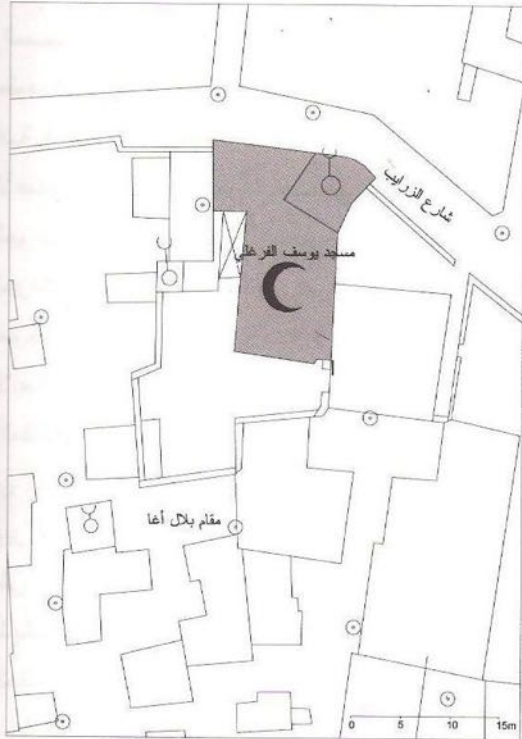 شارع الزرايب
مسجد يوسف الفرغلي
مقام بلال أغا
0 5 10 15m